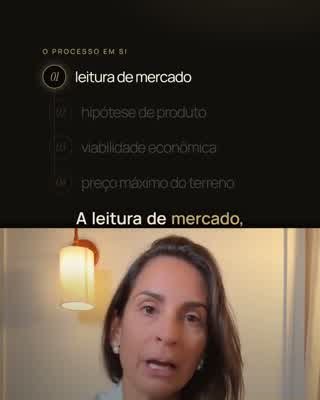 O PROCESSO EM SI
01 leitura de mercado
02 hipótese de produto
03 viabilidade econômica
04 preço máximo do terreno
A leitura de mercado,